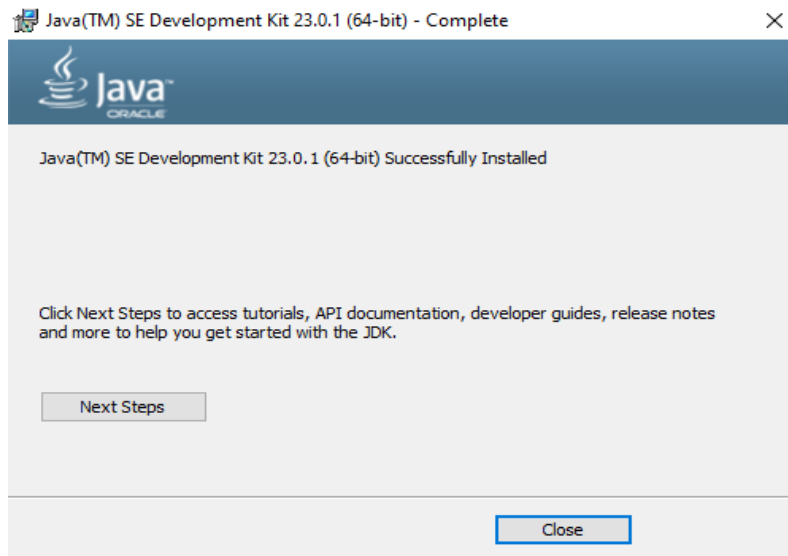 Java(TM) SE Development Kit 23.0.1 (64-bit) - Complete
Java™
ORACLE
Java(TM) SE Development Kit 23.0.1 (64-bit) Successfully Installed
Click Next Steps to access tutorials, API documentation, developer guides, release notes
and more to help you get started with the JDK.
Next Steps
Close